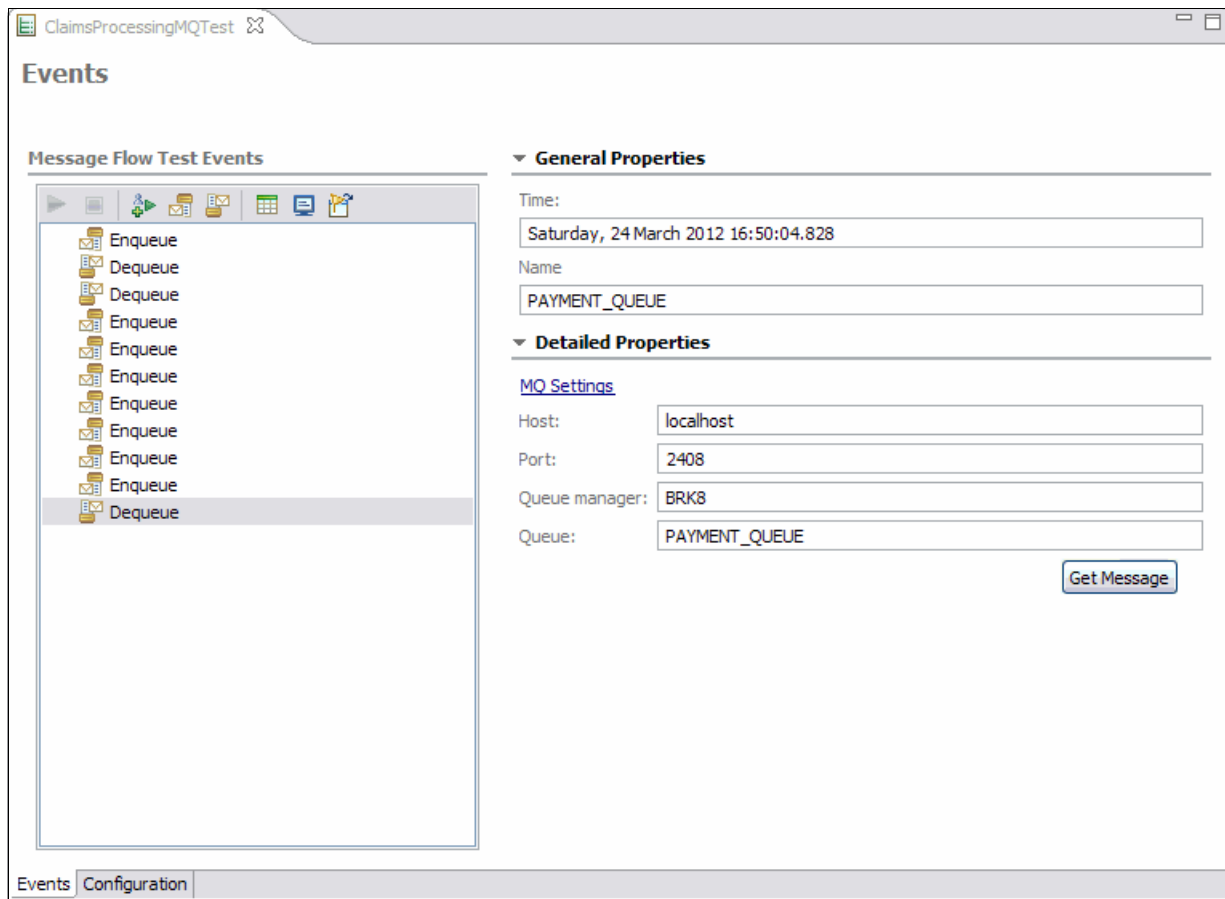 ClaimsProcessingMQTest
Events
Message Flow Test Events
Enqueue
Dequeue
Dequeue
Enqueue
Enqueue
Enqueue
Enqueue
Enqueue
Enqueue
Enqueue
Dequeue
General Properties
Time:
Saturday, 24 March 2012 16:50:04.828
Name
PAYMENT_QUEUE
Detailed Properties
MQ Settings
Host: localhost
Port: 2408
Queue manager: BRK8
Queue: PAYMENT_QUEUE
Get Message
Events Configuration